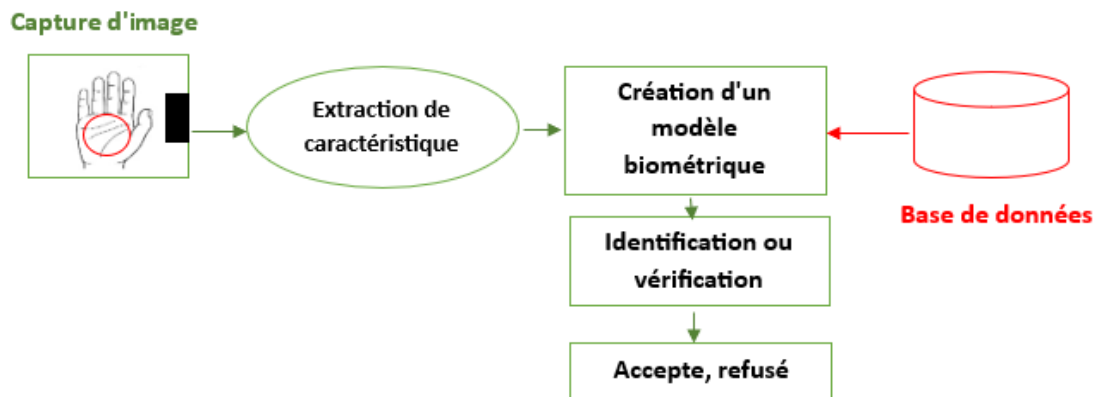 Capture d'image
Extraction de
caractéristique
Création d'un
modèle
biométrique
Base de données
Identification ou
vérification
Accepte, refusé